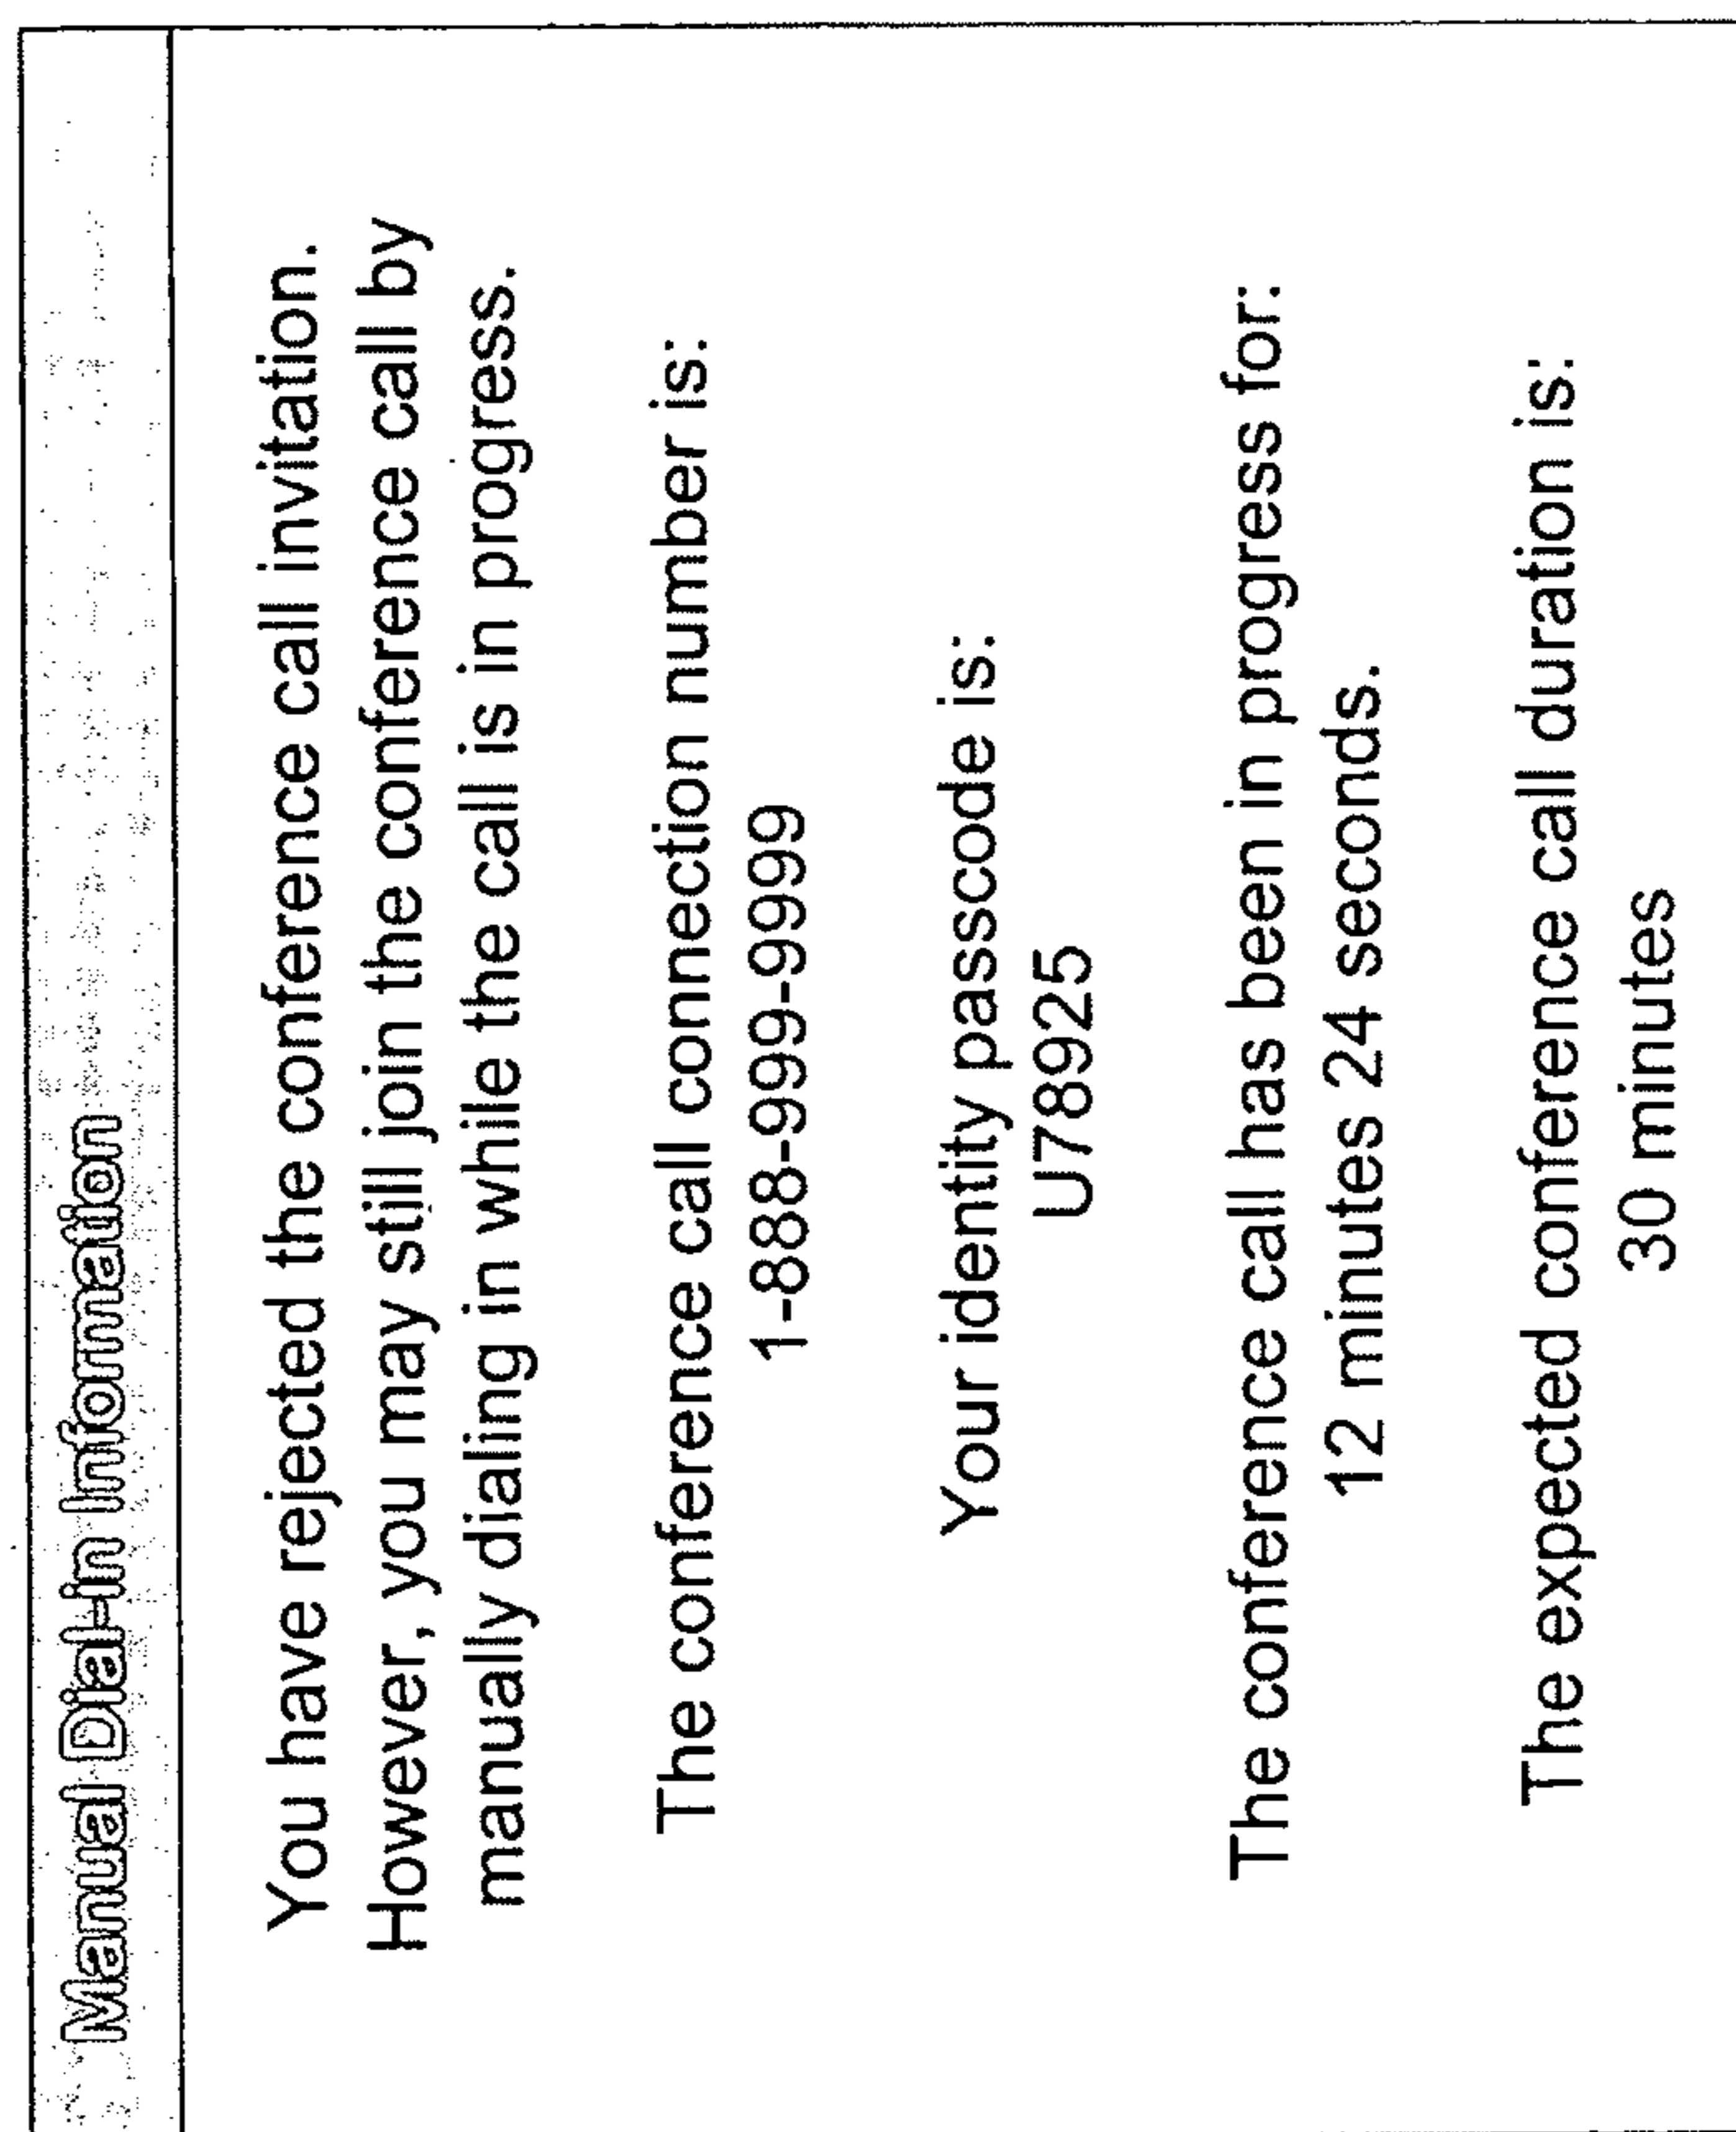 Manual Dial-in Information
You have rejected the conference call invitation.
However, you may still join the conference call by
manually dialing in while the call is in progress.
The conference call connection number is:
1-888-999-9999
Your identity passcode is:
U78925
The conference call has been in progress for:
12 minutes 24 seconds.
The expected conference call duration is:
30 minutes